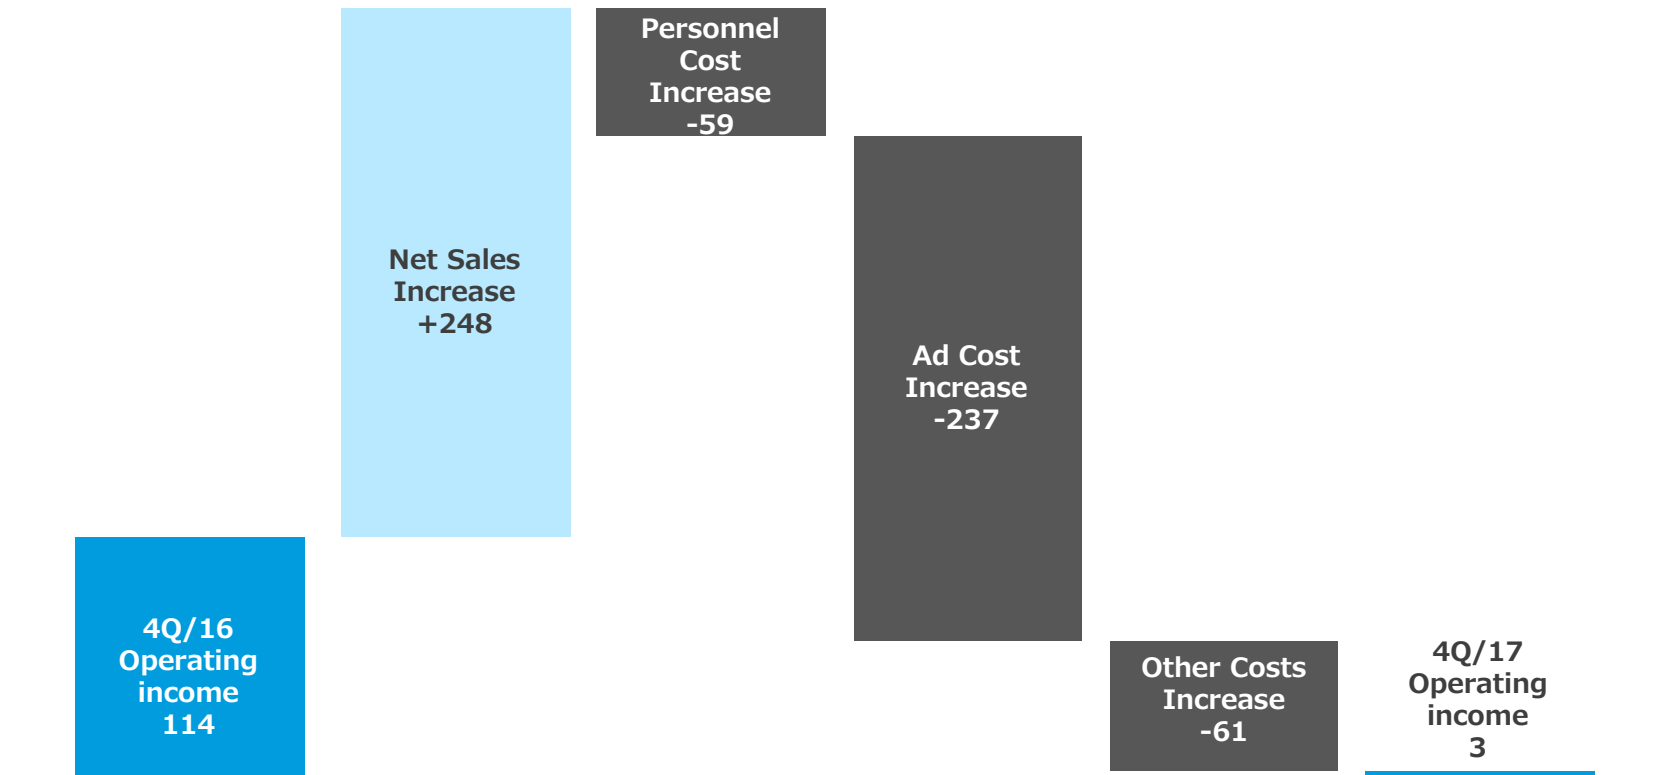 4Q/16
Operating
income
114
Net Sales
Increase
+248
Personnel
Cost
Increase
-59
Ad Cost
Increase
-237
Other Costs
Increase
-61
4Q/17
Operating
income
3